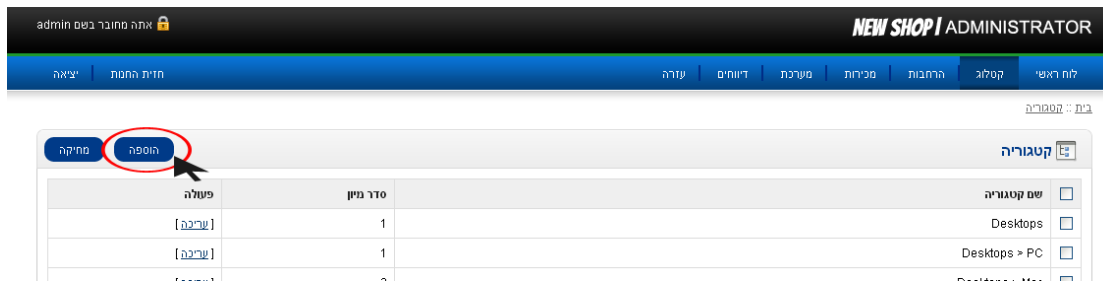 NEW SHOP / ADMINISTRATOR
אתה מחובר בשם admin
לוח ראשי קטלוג הרחבות מכירות מערכת דיווחים עזרה חזית החנות יציאה
בית :: קטגוריה
קטגוריה הוספה מחיקה
שם קטגוריה סדר מיון פעולה
Desktops 1 [עריכה]
Desktops > PC 1 [עריכה]